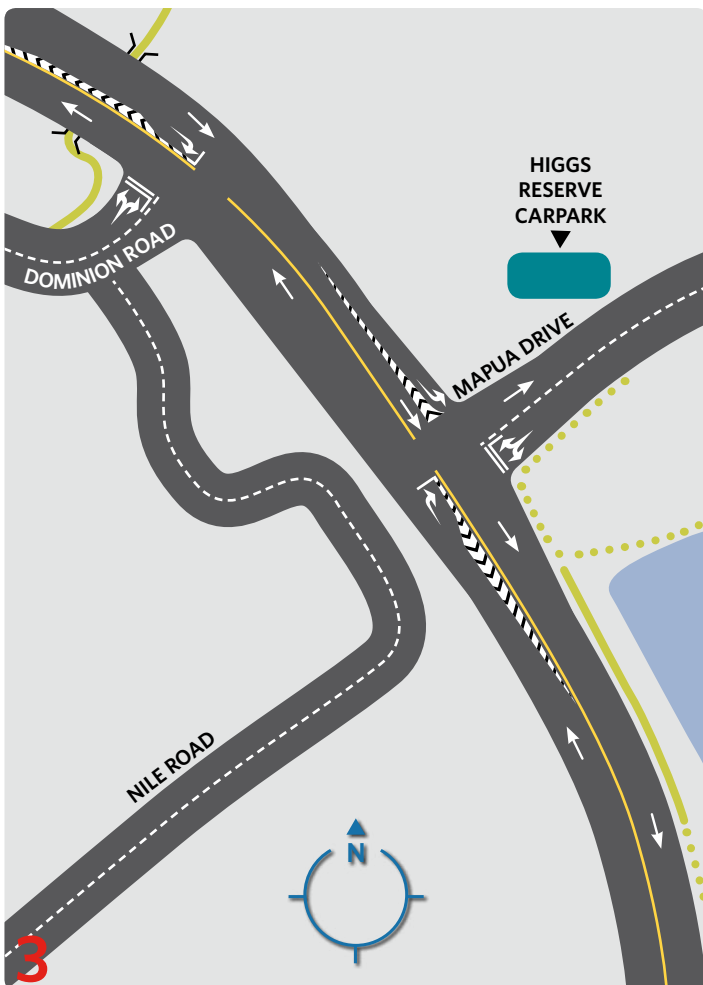 HIGGS
RESERVE
CARPARK
DOMINION ROAD
MAPUA DRIVE
NILE ROAD
N
3